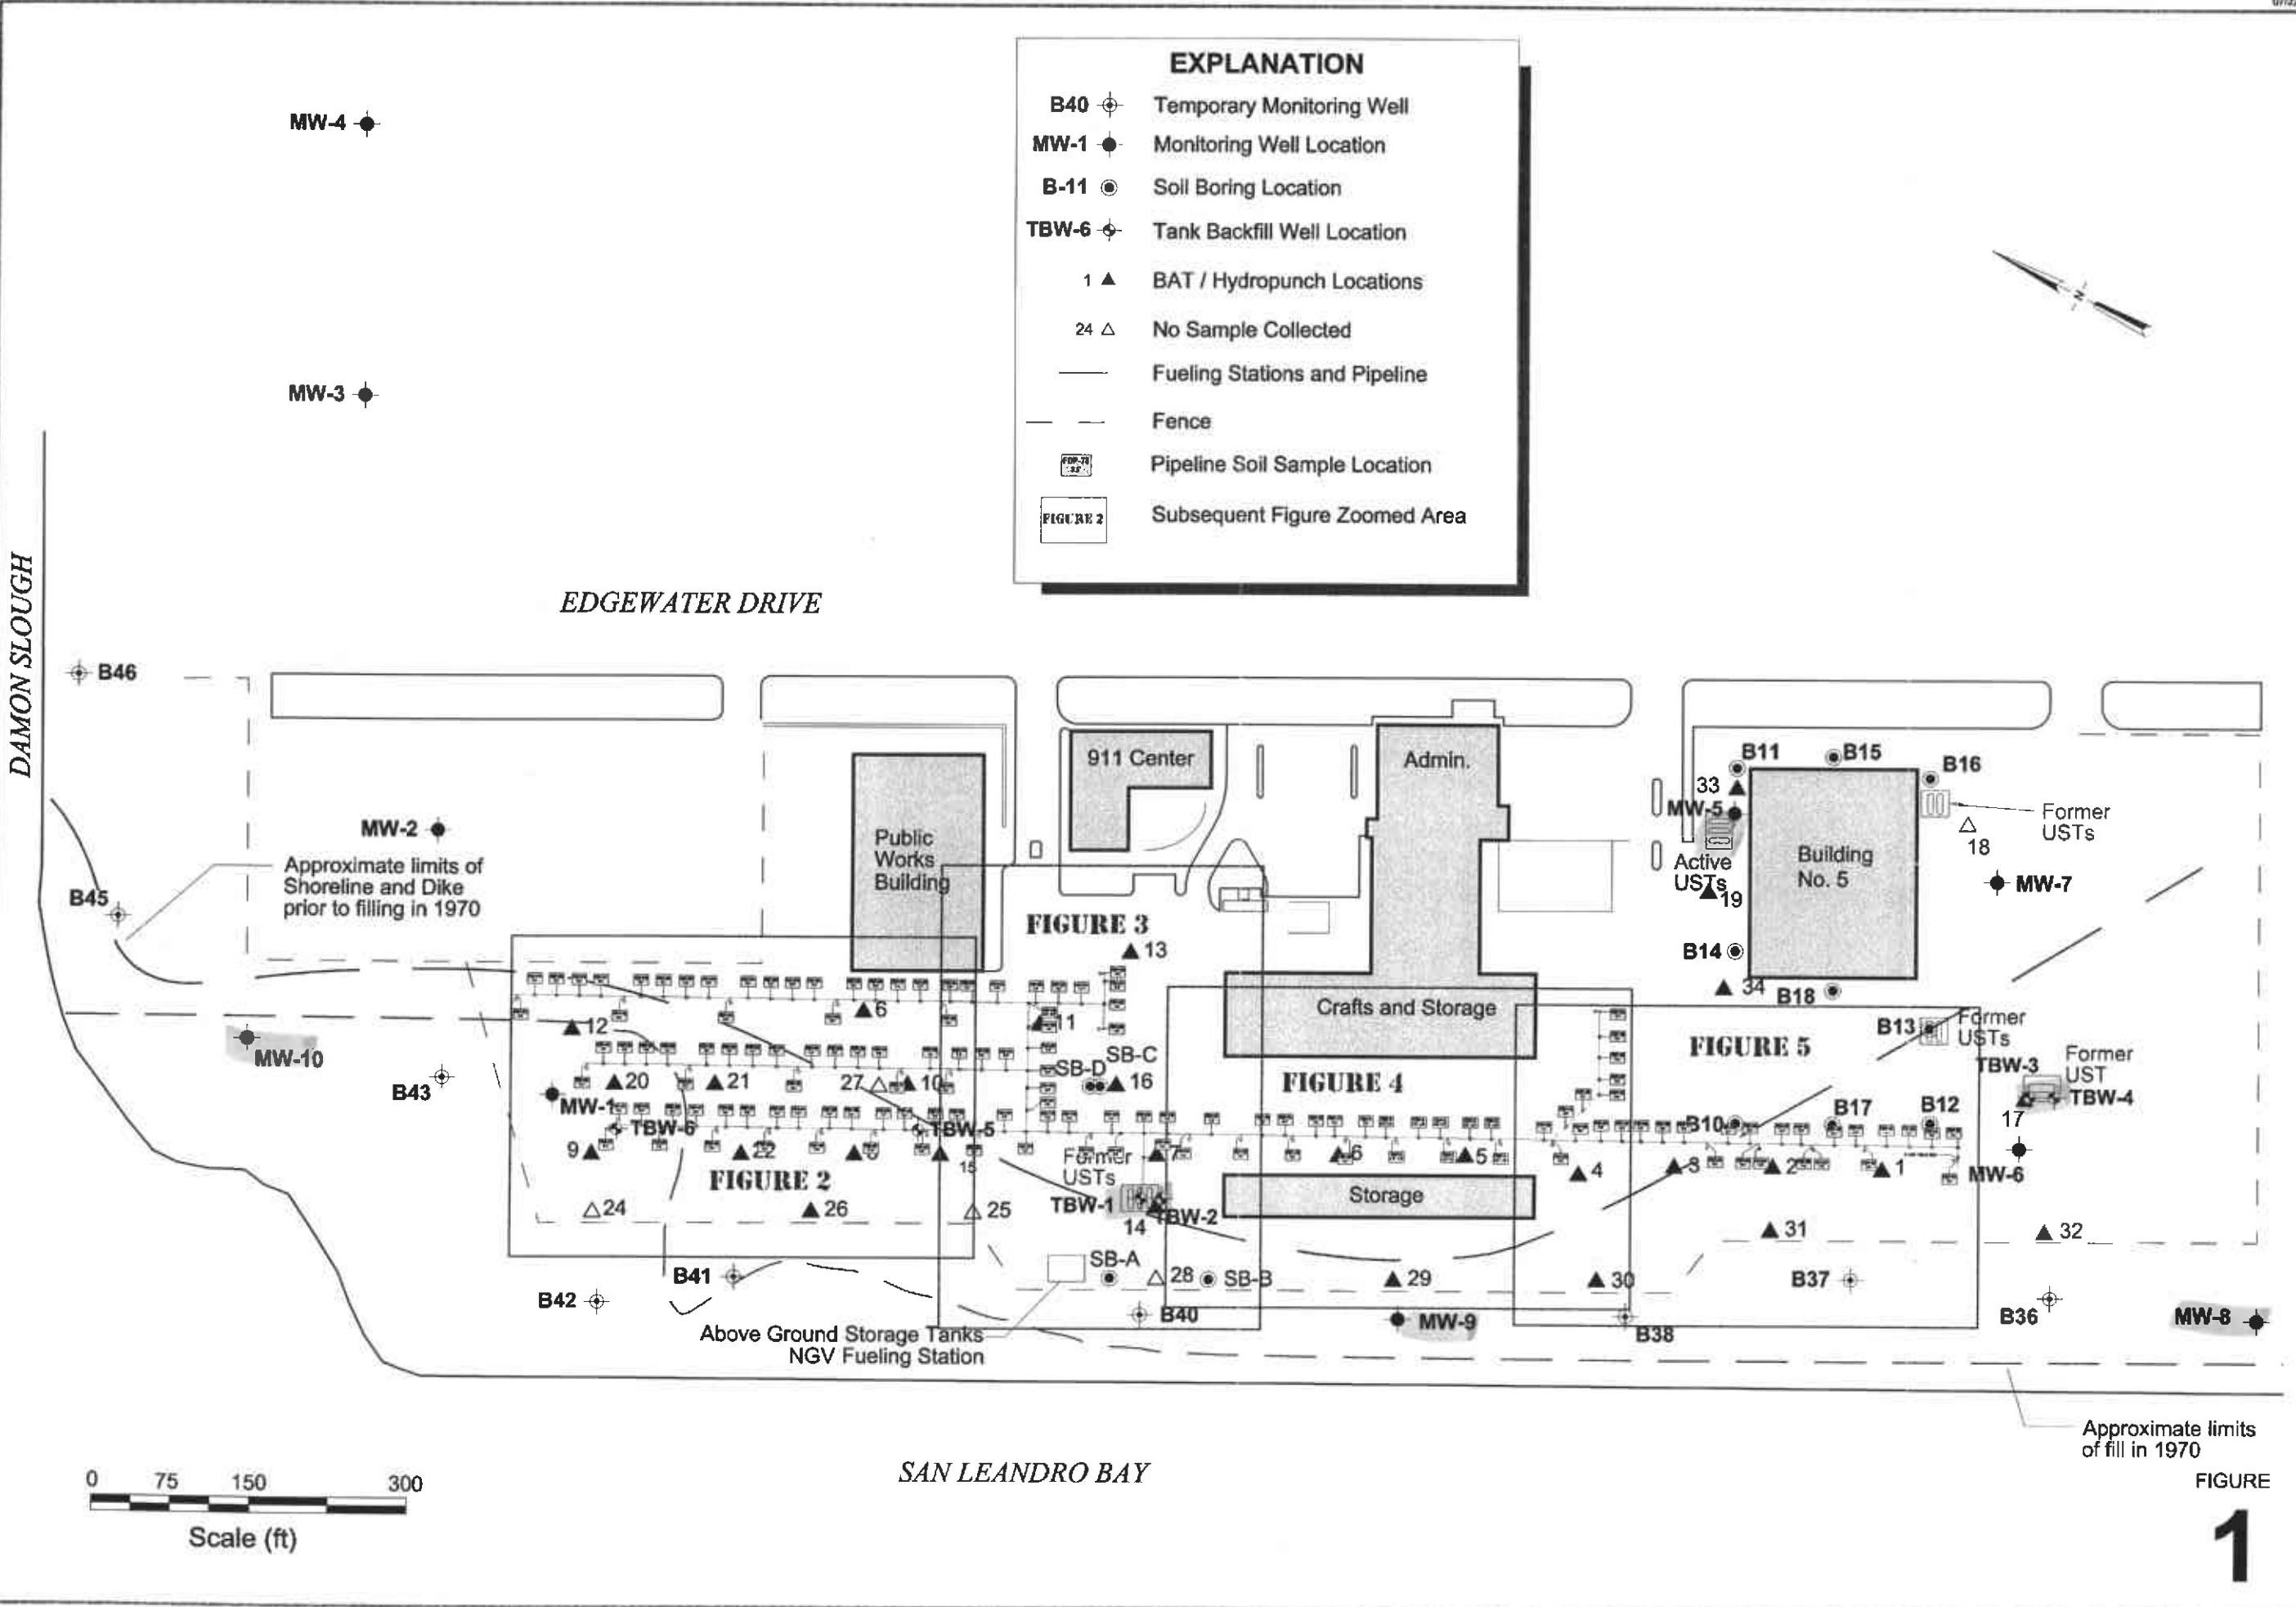 EXPLANATION
B40 Temporary Monitoring Well
MW-1 Monitoring Well Location
B-11 Soil Boring Location
TBW-6 Tank Backfill Well Location
1 BAT / Hydropunch Locations
24 No Sample Collected
Fueling Stations and Pipeline
Fence
Pipeline Soil Sample Location
FIGURE 2 Subsequent Figure Zoomed Area
MW-4
MW-3
N
DAMON SLOUGH
EDGEWATER DRIVE
B46
MW-2
Approximate limits of
Shoreline and Dike
prior to filling in 1970
B45
Public
Works
Building
911 Center
Admin.
B11
B15
B16
33
MW-5
Former
USTs
18
Active
USTs
19
Building
No. 5
MW-7
FIGURE 3
13
B14
34
B18
Crafts and Storage
6
12
11
MW-10
B43
B13
Former
USTs
FIGURE 5
TBW-3
Former
UST
TBW-4
17
SB-C
SB-D
16
FIGURE 4
20
21
27
10
MW-1
TBW-6
TBW-5
B10
B17
B12
9
22
15
Former
USTs
7
6
5
4
3
2
1
MW-6
FIGURE 2
TBW-1
14
TBW-2
Storage
24
26
25
31
32
SB-A
28
SB-B
29
30
B37
B41
B42
B40
MW-9
B38
B36
MW-8
Above Ground Storage Tanks
NGV Fueling Station
Approximate limits
of fill in 1970
SAN LEANDRO BAY
0 75 150 300
Scale (ft)
FIGURE
1